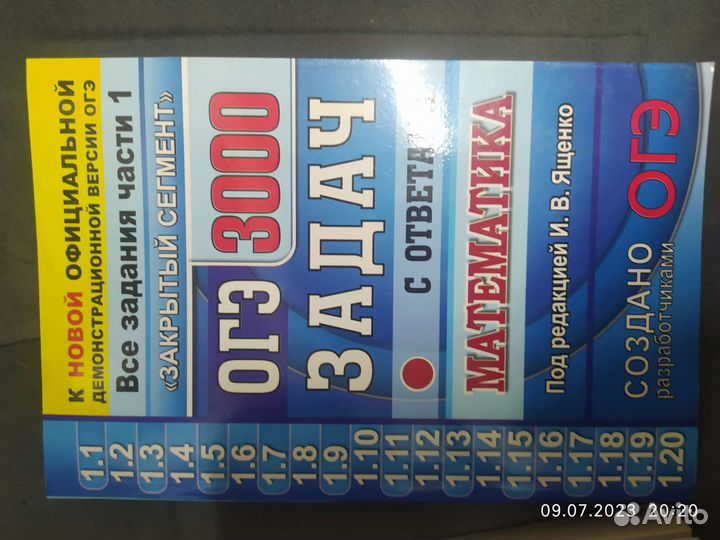 К НОВОЙ ОФИЦИАЛЬНОЙ
ДЕМОНСТРАЦИОННОЙ ВЕРСИИ ОГЭ
Все задания части 1
«ЗАКРЫТЫЙ СЕГМЕНТ»
ОГЭ 3000
ЗАДАЧ
С ОТВЕТА
МАТЕМАТИКА
Под редакцией И. В. Ященко
СОЗДАНО
разработчиками
ОГЭ
1.1
1.2
1.3
1.4
1.5
1.6
1.7
1.8
1.9
1.10
1.11
1.12
1.13
1.14
1.15
1.16
1.17
1.18
1.19
1.20
09.07.2023 20:20
Avito